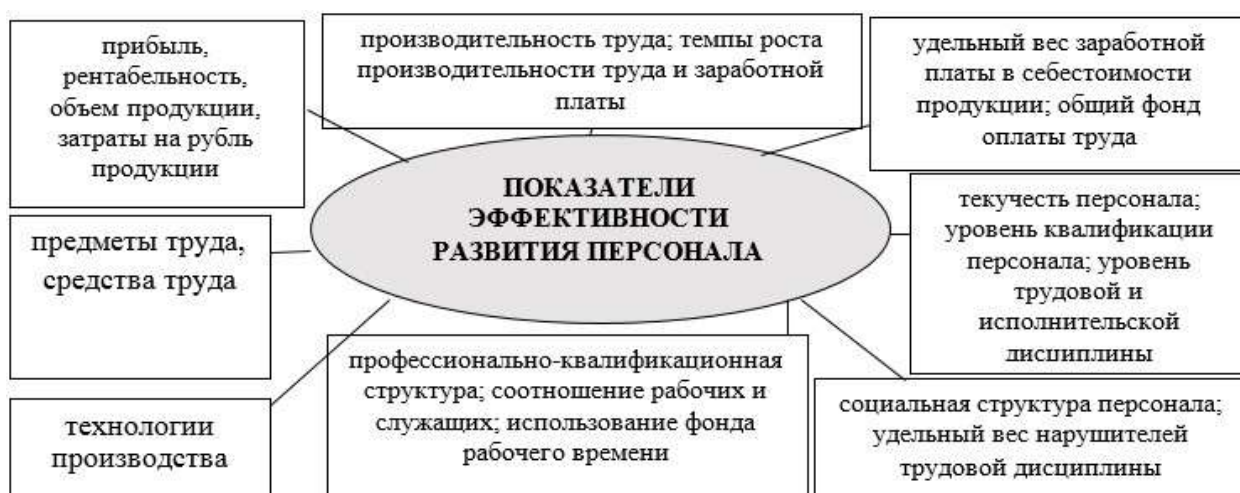 прибыль,
рентабельность,
объем продукции,
затраты на рубль
продукции
производительность труда; темпы роста
производительности труда и заработной
платы
удельный вес заработной
платы в себестоимости
продукции; общий фонд
оплаты труда
ПОКАЗАТЕЛИ
ЭФФЕКТИВНОСТИ
РАЗВИТИЯ ПЕРСОНАЛА
предметы труда,
средства труда
текучесть персонала;
уровень квалификации
персонала; уровень
трудовой и
исполнительской
дисциплины
технологии
производства
профессионально-квалификационная
структура; соотношение рабочих и
служащих; использование фонда
рабочего времени
социальная структура персонала;
удельный вес нарушителей
трудовой дисциплины